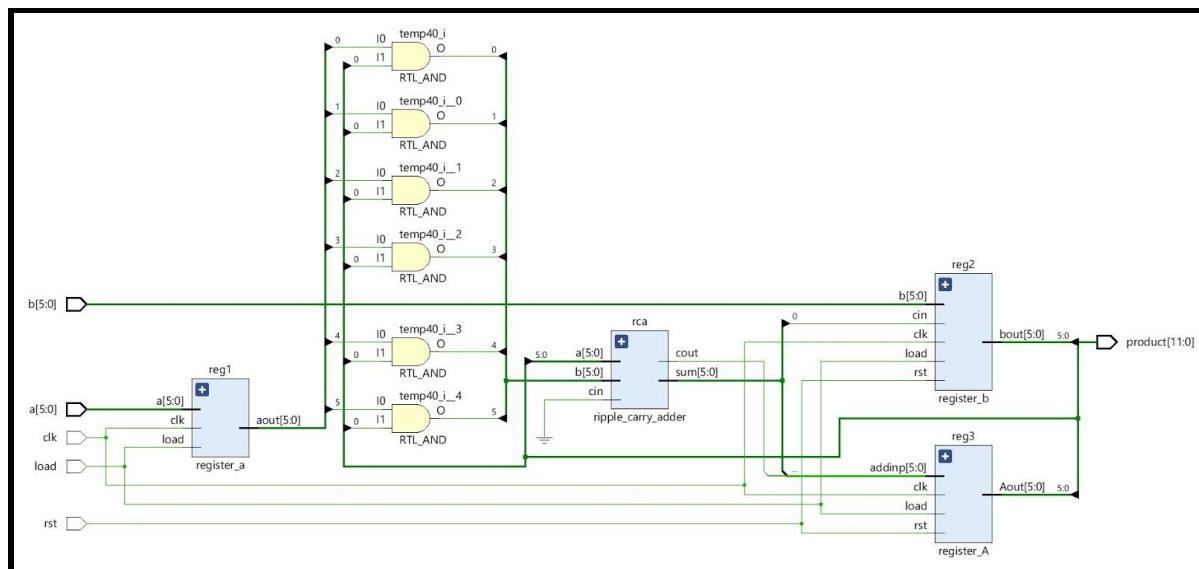 temp40_i
0
I0
O
0
0
I1
RTL_AND
temp40_i__0
1
I0
O
1
0
I1
RTL_AND
temp40_i__1
2
I0
O
2
0
I1
RTL_AND
temp40_i__2
3
I0
O
3
0
I1
RTL_AND
temp40_i__3
4
I0
O
4
0
I1
RTL_AND
temp40_i__4
5
I0
O
5
0
I1
RTL_AND
b[5:0]
a[5:0]
clk
load
rst
reg1
a[5:0]
clk
load
aout[5:0]
register_a
rca
5:0
a[5:0]
b[5:0]
cin
cout
sum[5:0]
ripple_carry_adder
0
...
reg2
b[5:0]
cin
clk
load
rst
bout[5:0]
5:0
register_b
product[11:0]
reg3
addinp[5:0]
clk
load
rst
Aout[5:0]
5:0
register_A